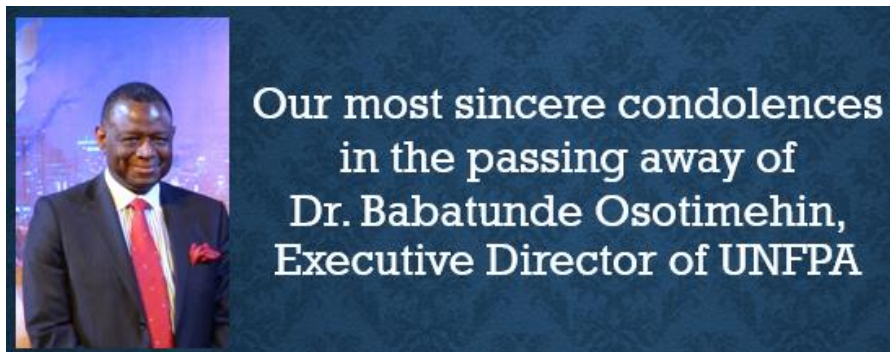 Our most sincere condolences
in the passing away of
Dr. Babatunde Osotimehin,
Executive Director of UNFPA